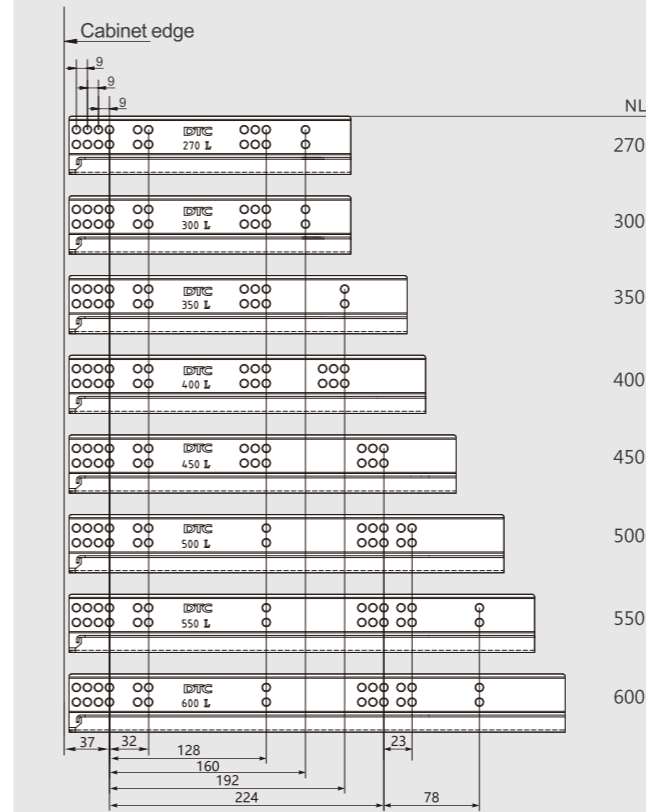 Cabinet edge
9
9
9
NL
DTC
270 L
270
DTC
300 L
300
DTC
350 L
350
DTC
400 L
400
DTC
450 L
450
DTC
500 L
500
DTC
550 L
550
DTC
600 L
600
37 32 23
128
160
192
224 78